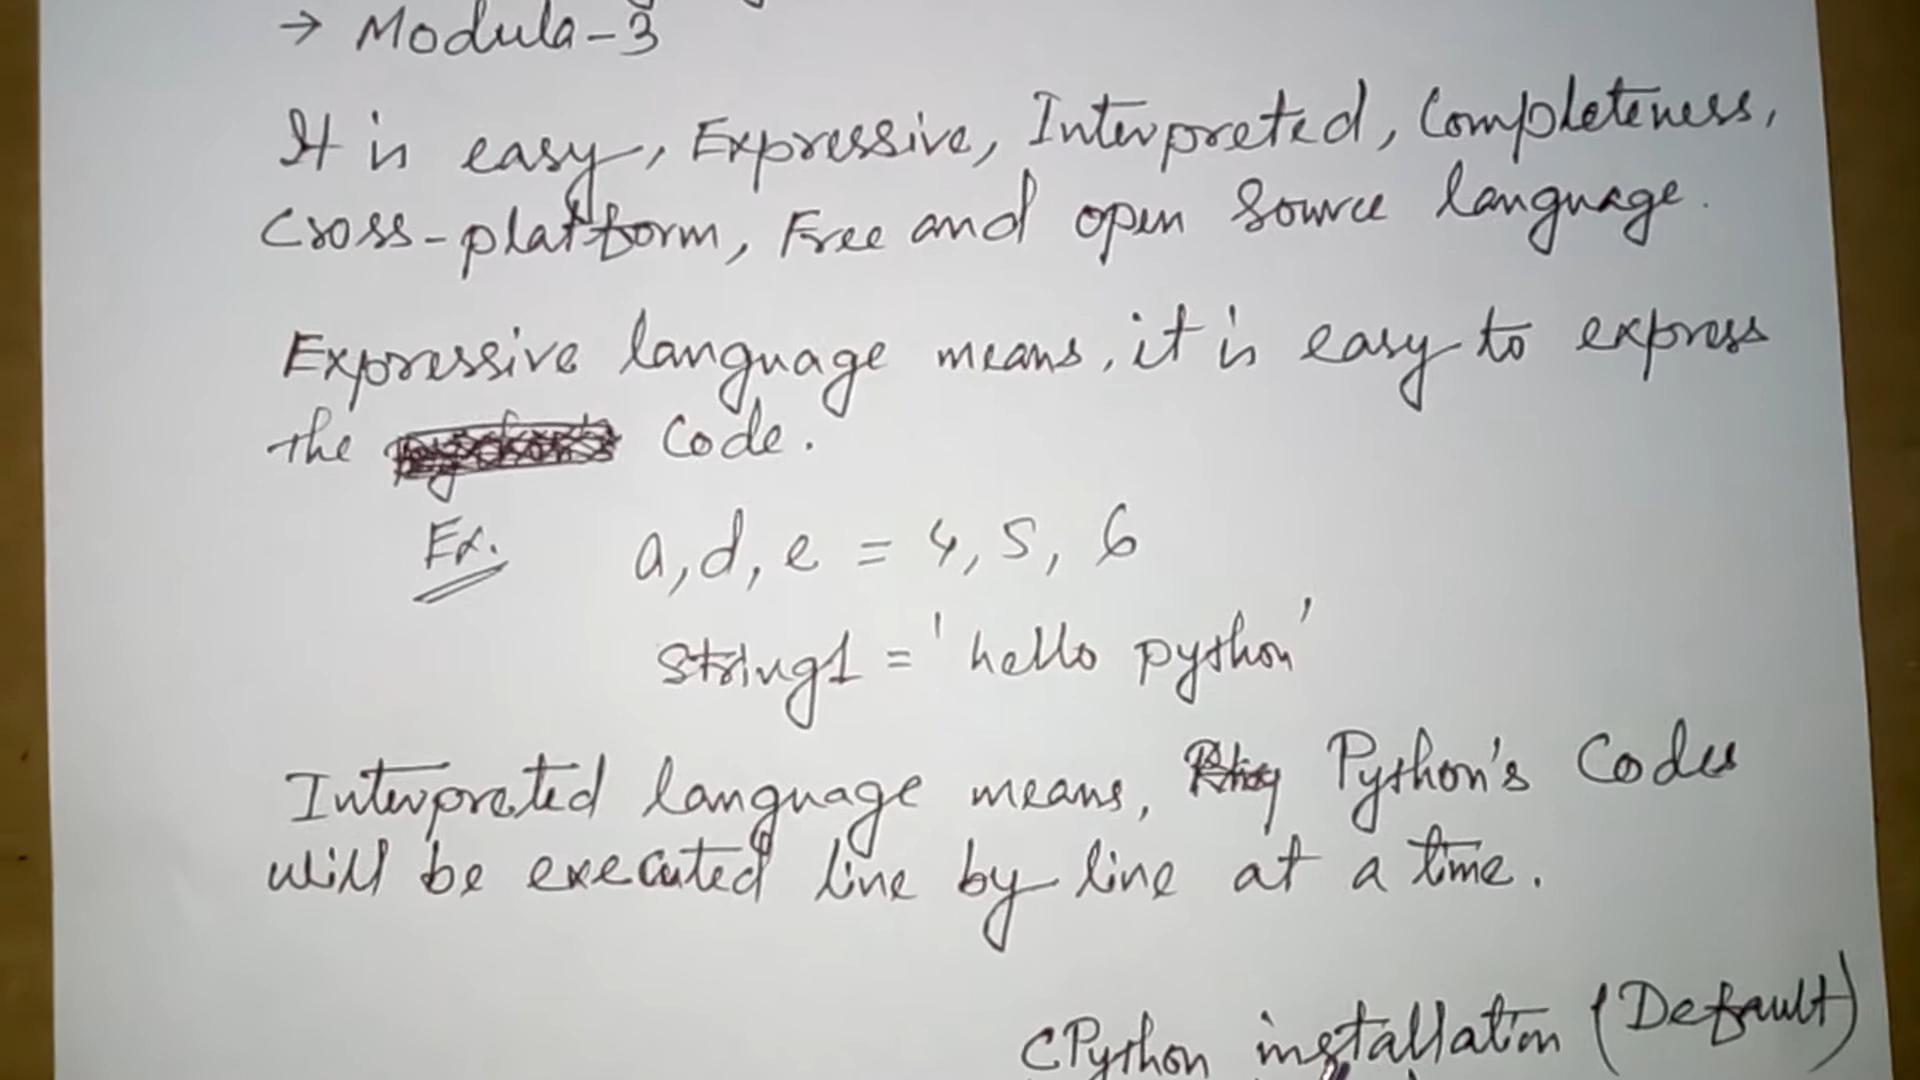 → Modula-3
It is easy, Expressive, Interpreted, Completeness,
Cross-platform, Free and open source language.
Expressive language means, it is easy to express
the code.
Ex. a,d,e = 4,5,6
string1 = 'hello python'
Interpreted language means, Python's Codes
will be executed line by line at a time.
CPython installation (Default)